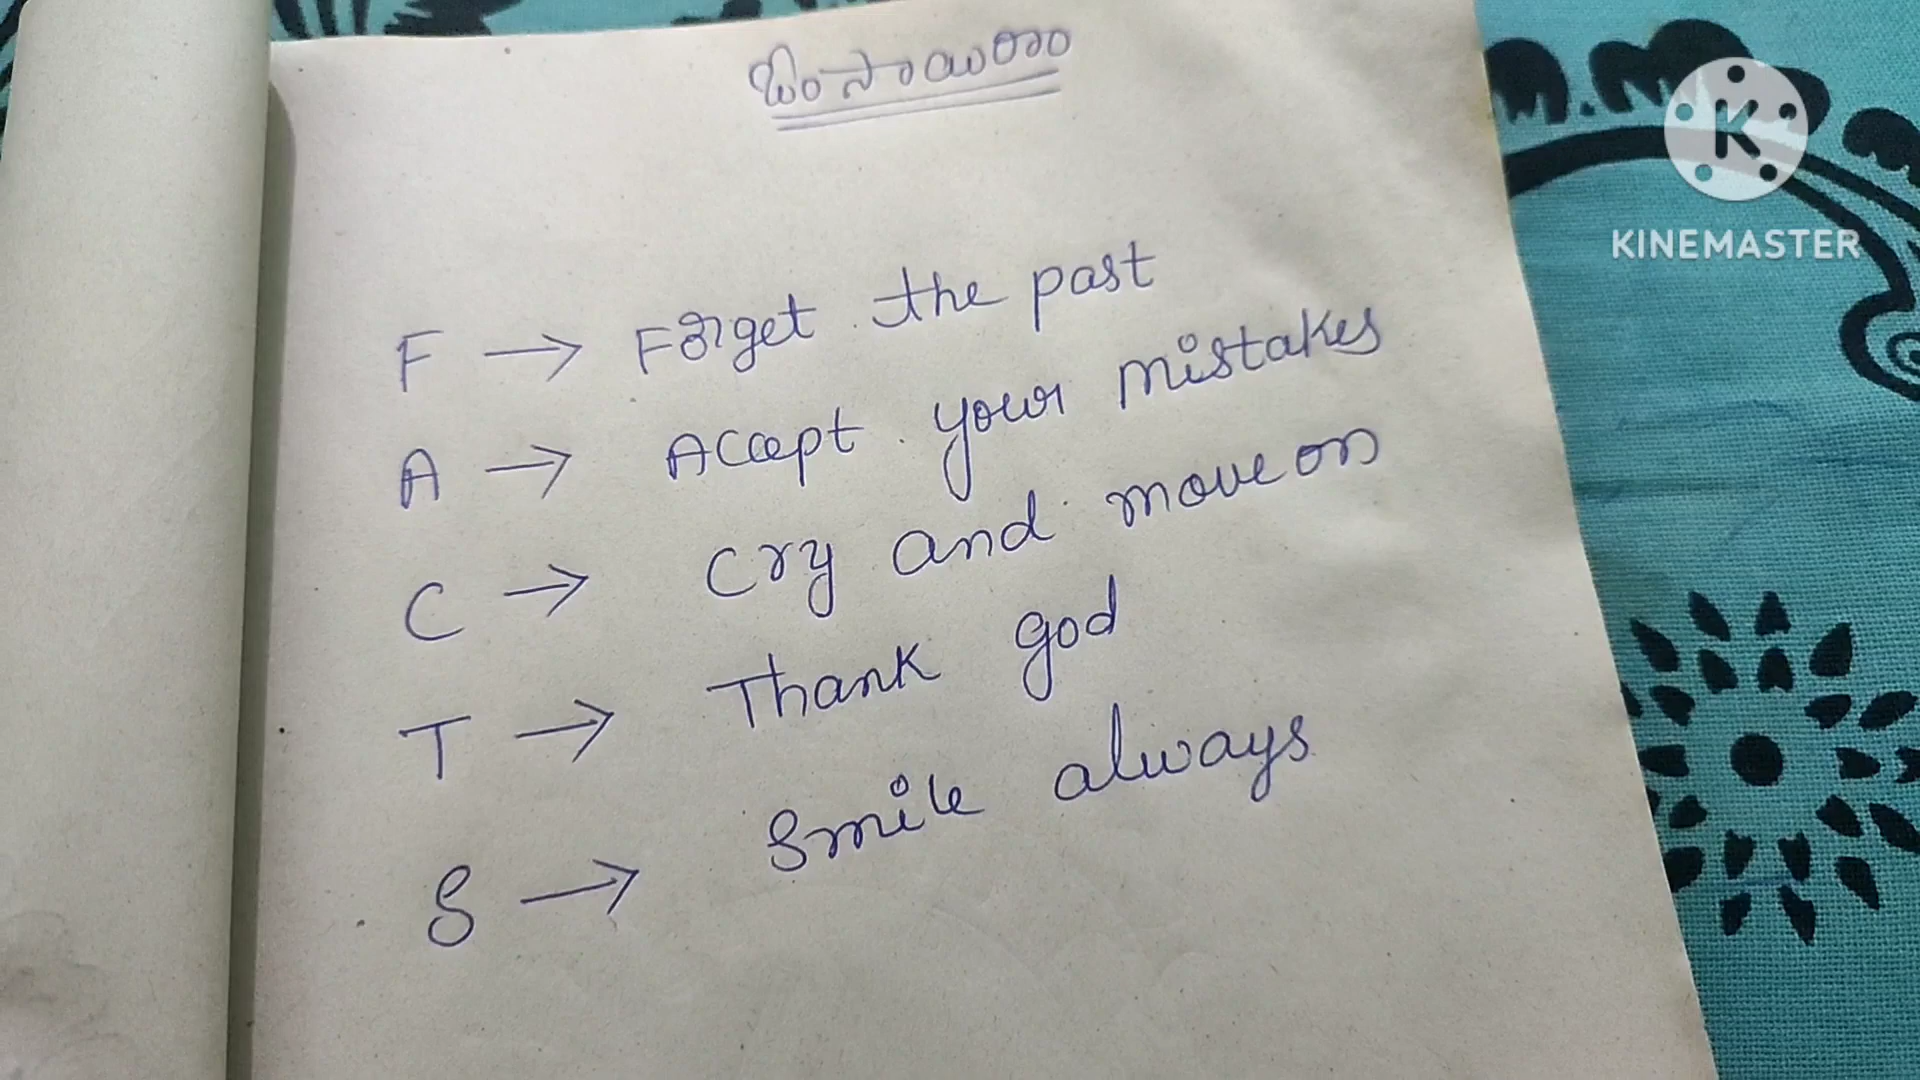 ఓం సాయిరాం
KINEMASTER
F → Forget the past
A → Accept your mistakes
C → Cry and move on
T → Thank god
S → Smile always